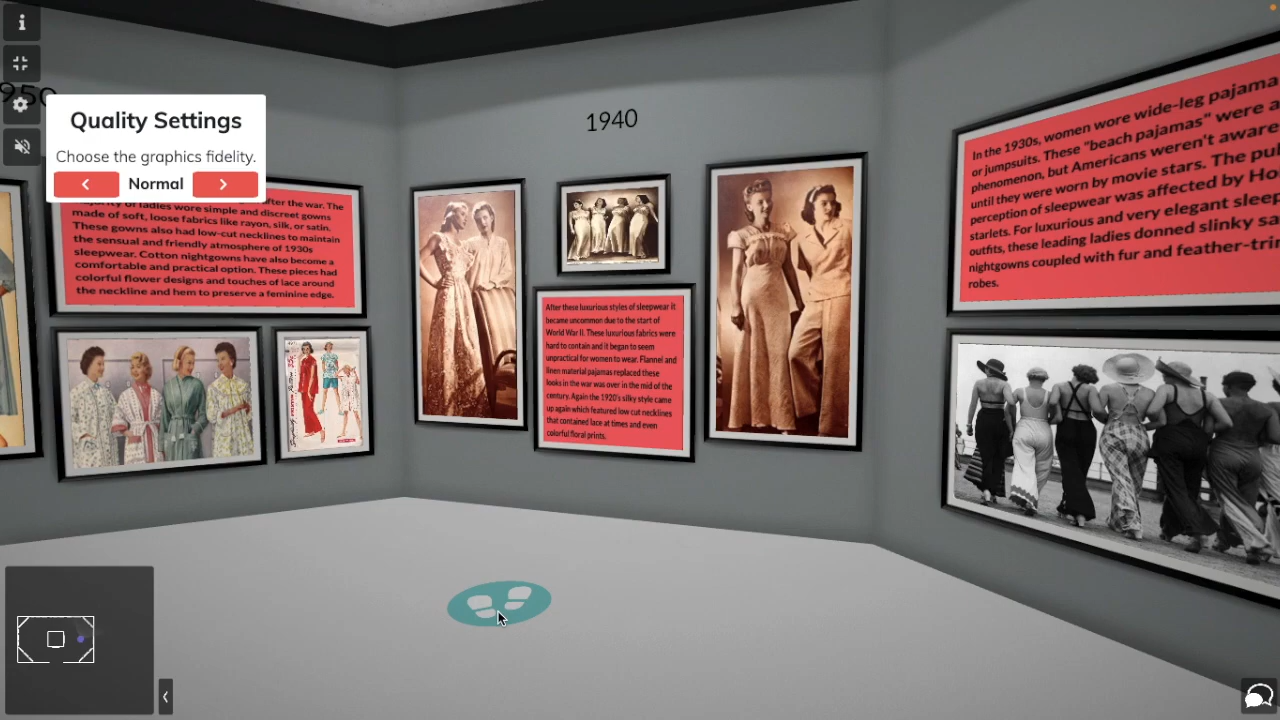 950
Quality Settings
Choose the graphics fidelity.
Normal
after the war. The
of ladies wore simple and discreet gowns
made of soft, loose fabrics like rayon, silk, or satin.
These gowns also had low-cut necklines to maintain
the sensual and friendly atmosphere of 1930s
sleepwear. Cotton nightgowns have also become a
comfortable and practical option. These pieces had
colorful flower designs and touches of lace around
the neckline and hem to preserve a feminine edge.
1940
After these luxurious styles of sleepwear it
became uncommon due to the start of
World War II. These luxurious fabrics were
hard to contain and it began to seem
unpractical for women to wear. Flannel and
linen material pajamas replaced these
looks in the war was over in the mid of the
century. Again the 1920's silky style came
up again which featured low cut necklines
that contained lace at times and even
colorful floral prints.
In the 1930s, women wore wide-leg pajama
or jumpsuits. These "beach pajamas" were a
phenomenon, but Americans weren't aware
until they were worn by movie stars. The pu
perception of sleepwear was affected by Ho
starlets. For luxurious and very elegant sleep
outfits, these leading ladies donned slinky sa
nightgowns coupled with fur and feather-tri
robes.